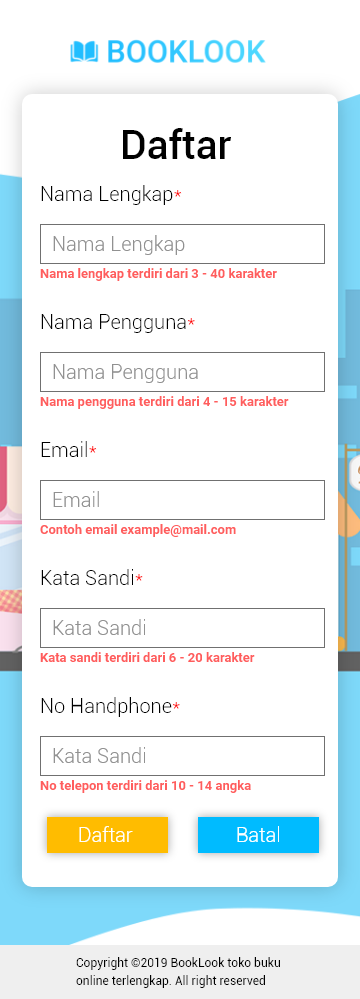 BOOKLOOK
Daftar
Nama Lengkap*
Nama Lengkap
Nama lengkap terdiri dari 3 - 40 karakter
Nama Pengguna*
Nama Pengguna
Nama pengguna terdiri dari 4 - 15 karakter
Email*
Email
Contoh email example@mail.com
Kata Sandi*
Kata Sandi
Kata sandi terdiri dari 6 - 20 karakter
No Handphone*
Kata Sandi
No telepon terdiri dari 10 - 14 angka
Daftar Batal
Copyright ©2019 BookLook toko buku
online terlengkap. All right reserved